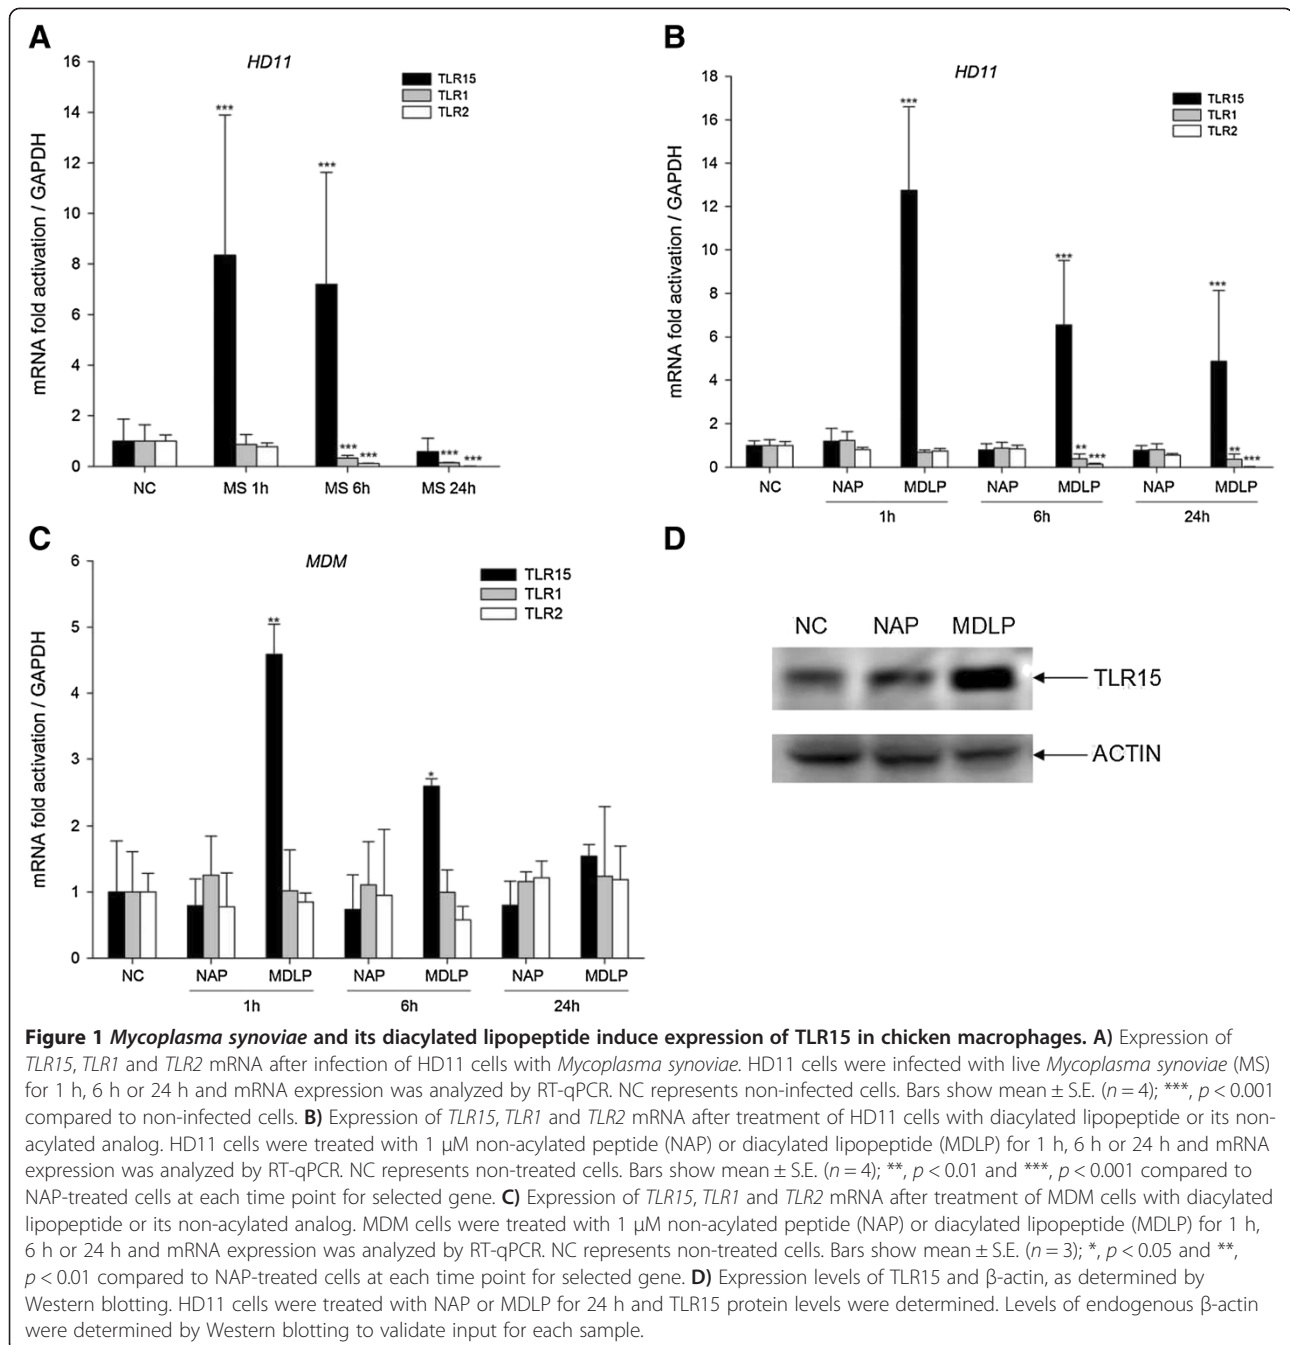 A
HD11
TLR15
TLR1
TLR2
mRNA fold activation / GAPDH
16
14
12
10
8
6
4
2
0
***
***
***
***
***
***
NC MS 1h MS 6h MS 24h
B
HD11
TLR15
TLR1
TLR2
mRNA fold activation / GAPDH
18
16
14
12
10
8
6
4
2
0
***
***
**
***
***
**
***
NC NAP MDLP NAP MDLP NAP MDLP
1h 6h 24h
C
MDM
TLR15
TLR1
TLR2
mRNA fold activation / GAPDH
6
5
4
3
2
1
0
**
*
NC NAP MDLP NAP MDLP NAP MDLP
1h 6h 24h
D
NC NAP MDLP
TLR15
ACTIN
Figure 1 Mycoplasma synoviae and its diacylated lipopeptide induce expression of TLR15 in chicken macrophages. A) Expression of
TLR15, TLR1 and TLR2 mRNA after infection of HD11 cells with Mycoplasma synoviae. HD11 cells were infected with live Mycoplasma synoviae (MS)
for 1 h, 6 h or 24 h and mRNA expression was analyzed by RT-qPCR. NC represents non-infected cells. Bars show mean ± S.E. (n = 4); ***, p < 0.001
compared to non-infected cells. B) Expression of TLR15, TLR1 and TLR2 mRNA after treatment of HD11 cells with diacylated lipopeptide or its non-
acylated analog. HD11 cells were treated with 1 μM non-acylated peptide (NAP) or diacylated lipopeptide (MDLP) for 1 h, 6 h or 24 h and mRNA
expression was analyzed by RT-qPCR. NC represents non-treated cells. Bars show mean ± S.E. (n = 4); **, p < 0.01 and ***, p < 0.001 compared to
NAP-treated cells at each time point for selected gene. C) Expression of TLR15, TLR1 and TLR2 mRNA after treatment of MDM cells with diacylated
lipopeptide or its non-acylated analog. MDM cells were treated with 1 μM non-acylated peptide (NAP) or diacylated lipopeptide (MDLP) for 1 h,
6 h or 24 h and mRNA expression was analyzed by RT-qPCR. NC represents non-treated cells. Bars show mean ± S.E. (n = 3); *, p < 0.05 and **,
p < 0.01 compared to NAP-treated cells at each time point for selected gene. D) Expression levels of TLR15 and β-actin, as determined by
Western blotting. HD11 cells were treated with NAP or MDLP for 24 h and TLR15 protein levels were determined. Levels of endogenous β-actin
were determined by Western blotting to validate input for each sample.